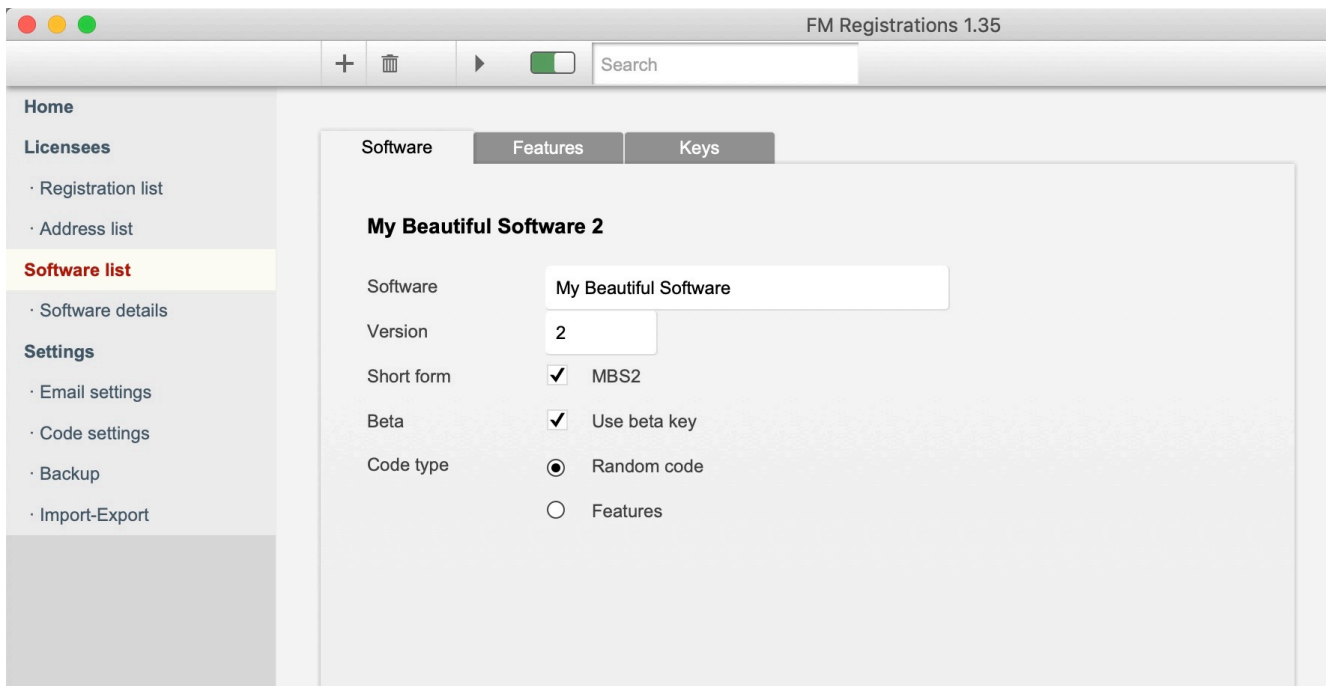 FM Registrations 1.35
Search
Home
Licensees
· Registration list
· Address list
Software list
· Software details
Settings
· Email settings
· Code settings
· Backup
· Import-Export
Software Features Keys
My Beautiful Software 2
Software My Beautiful Software
Version 2
Short form MBS2
Beta Use beta key
Code type Random code
Features